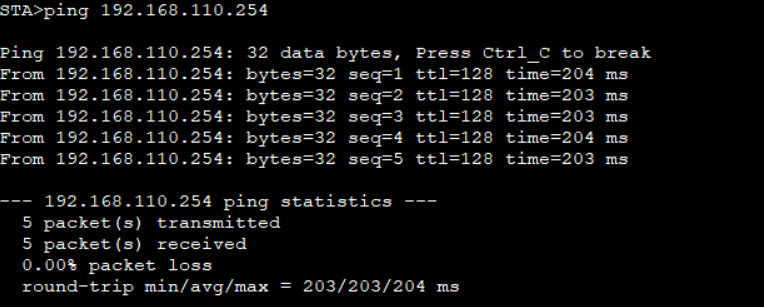 STA>ping 192.168.110.254
Ping 192.168.110.254: 32 data bytes, Press Ctrl_C to break
From 192.168.110.254: bytes=32 seq=1 ttl=128 time=204 ms
From 192.168.110.254: bytes=32 seq=2 ttl=128 time=203 ms
From 192.168.110.254: bytes=32 seq=3 ttl=128 time=203 ms
From 192.168.110.254: bytes=32 seq=4 ttl=128 time=204 ms
From 192.168.110.254: bytes=32 seq=5 ttl=128 time=203 ms
--- 192.168.110.254 ping statistics ---
5 packet(s) transmitted
5 packet(s) received
0.00% packet loss
round-trip min/avg/max = 203/203/204 ms